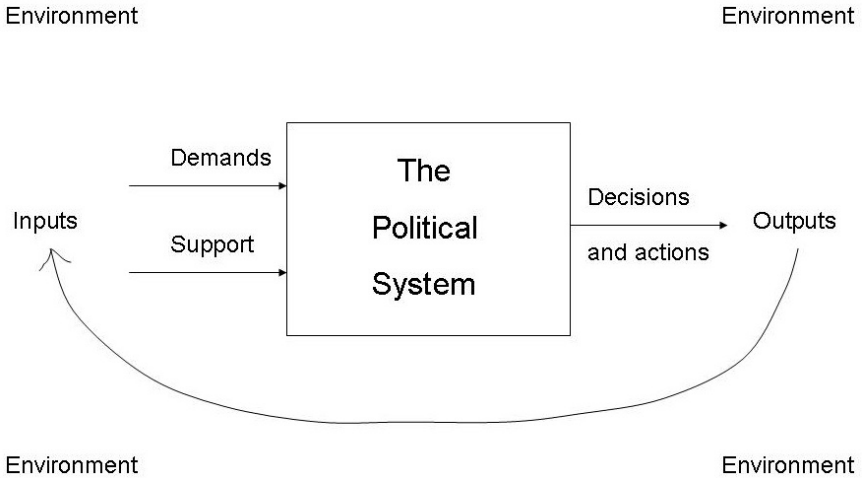 Environment
Environment
Demands
The
Political
System
Decisions
Inputs
Outputs
Support
and actions
Environment
Environment